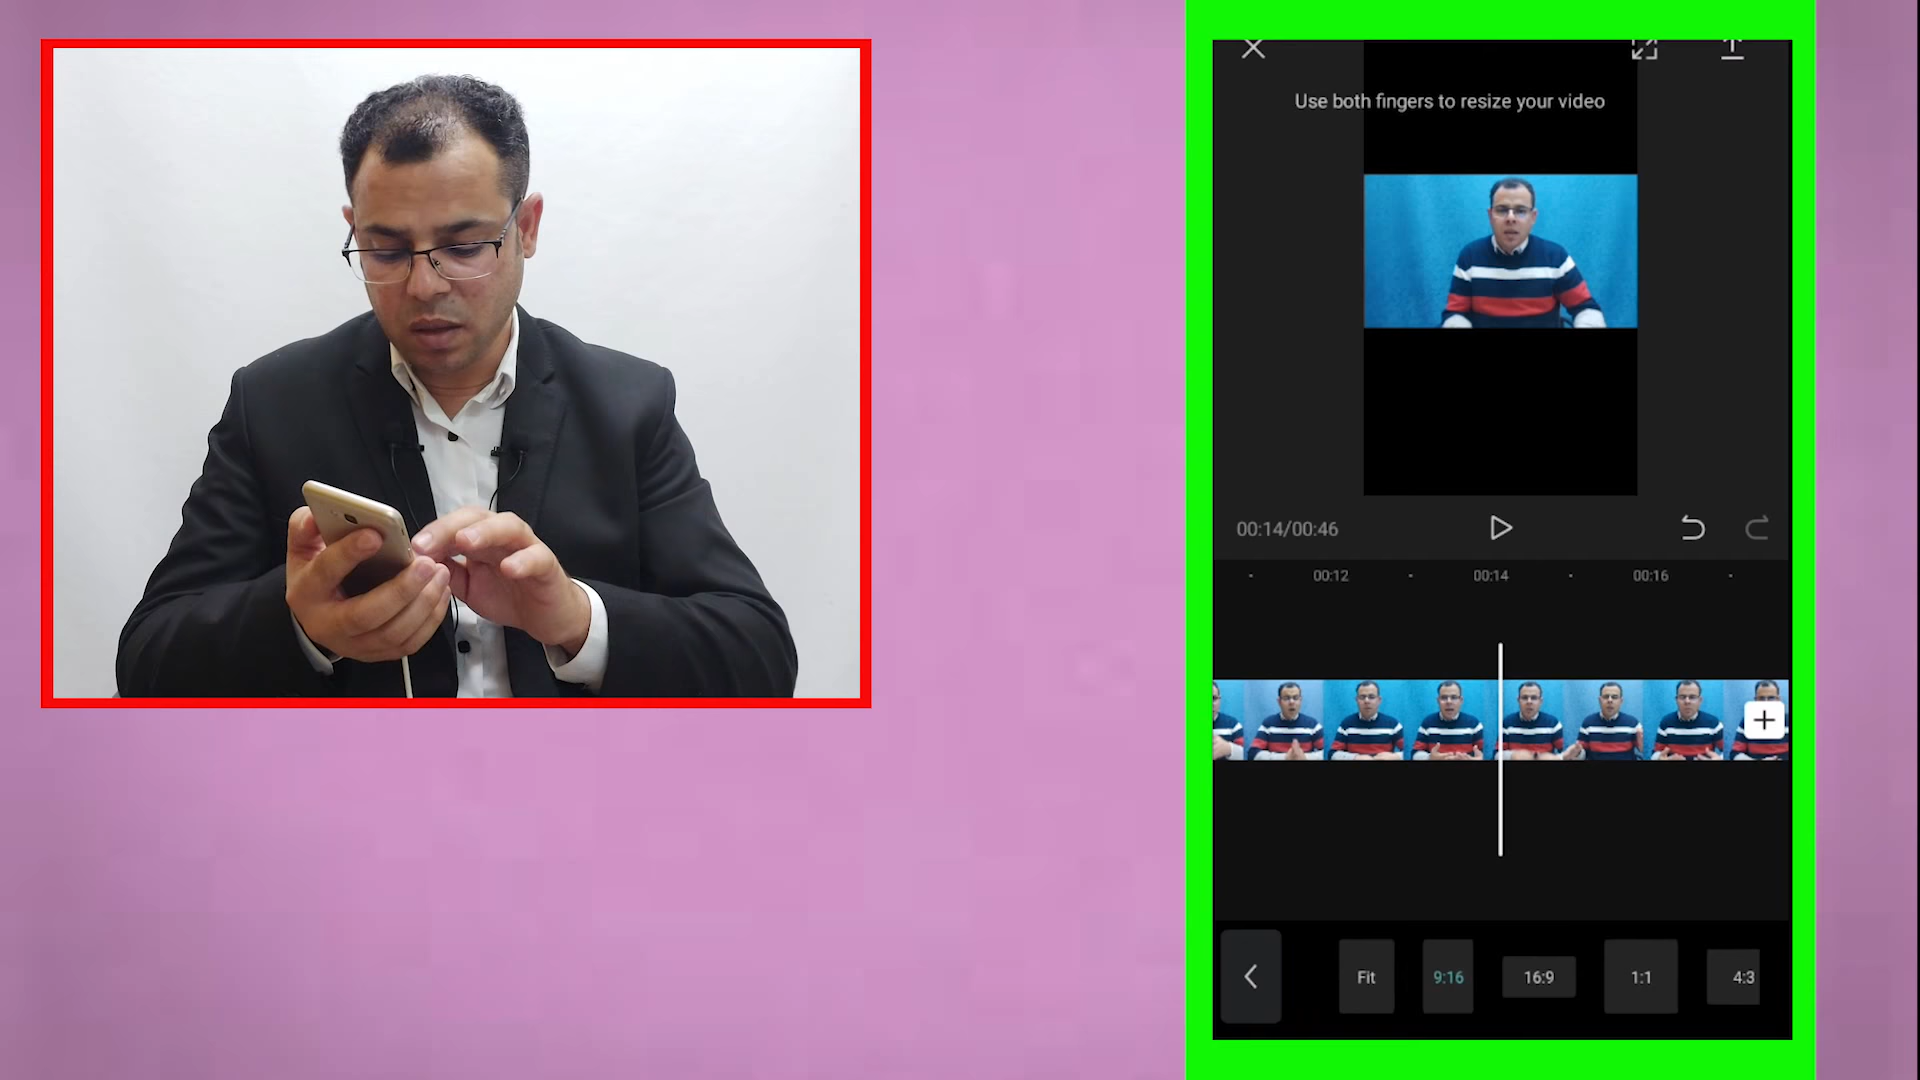 Use both fingers to resize your video
00:14/00:46
00:12 00:14 00:16
Fit 9:16 16:9 1:1 4:3